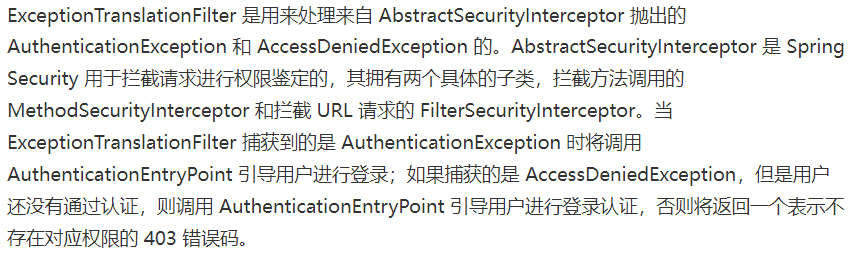 ExceptionTranslationFilter 是用来处理来自 AbstractSecurityInterceptor 抛出的
AuthenticationException 和 AccessDeniedException 的。AbstractSecurityInterceptor 是 Spring
Security 用于拦截请求进行权限鉴定的，其拥有两个具体的子类，拦截方法调用的
MethodSecurityInterceptor 和拦截 URL 请求的 FilterSecurityInterceptor。当
ExceptionTranslationFilter 捕获到的是 AuthenticationException 时将调用
AuthenticationEntryPoint 引导用户进行登录；如果捕获的是 AccessDeniedException，但是用户
还没有通过认证，则调用 AuthenticationEntryPoint 引导用户进行登录认证，否则将返回一个表示不
存在对应权限的 403 错误码。